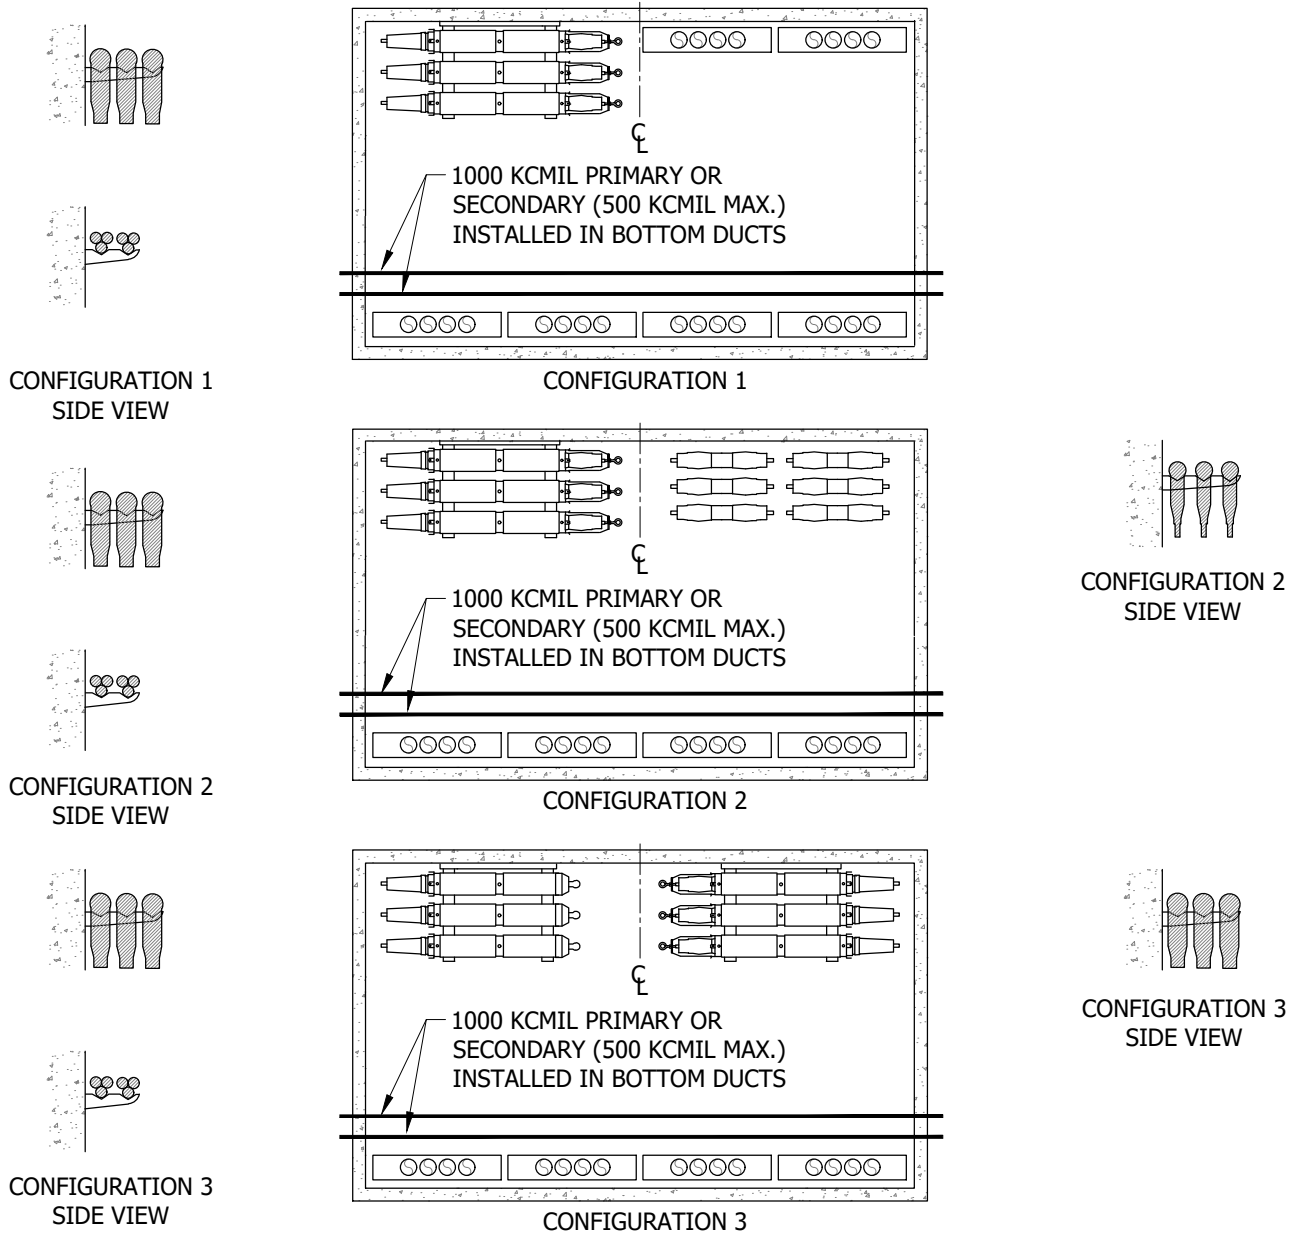 ℄
1000 KCMIL PRIMARY OR
SECONDARY (500 KCMIL MAX.)
INSTALLED IN BOTTOM DUCTS
CONFIGURATION 1
SIDE VIEW
CONFIGURATION 1
℄
1000 KCMIL PRIMARY OR
SECONDARY (500 KCMIL MAX.)
INSTALLED IN BOTTOM DUCTS
CONFIGURATION 2
SIDE VIEW
CONFIGURATION 2
SIDE VIEW
CONFIGURATION 2
℄
1000 KCMIL PRIMARY OR
SECONDARY (500 KCMIL MAX.)
INSTALLED IN BOTTOM DUCTS
CONFIGURATION 3
SIDE VIEW
CONFIGURATION 3
SIDE VIEW
CONFIGURATION 3